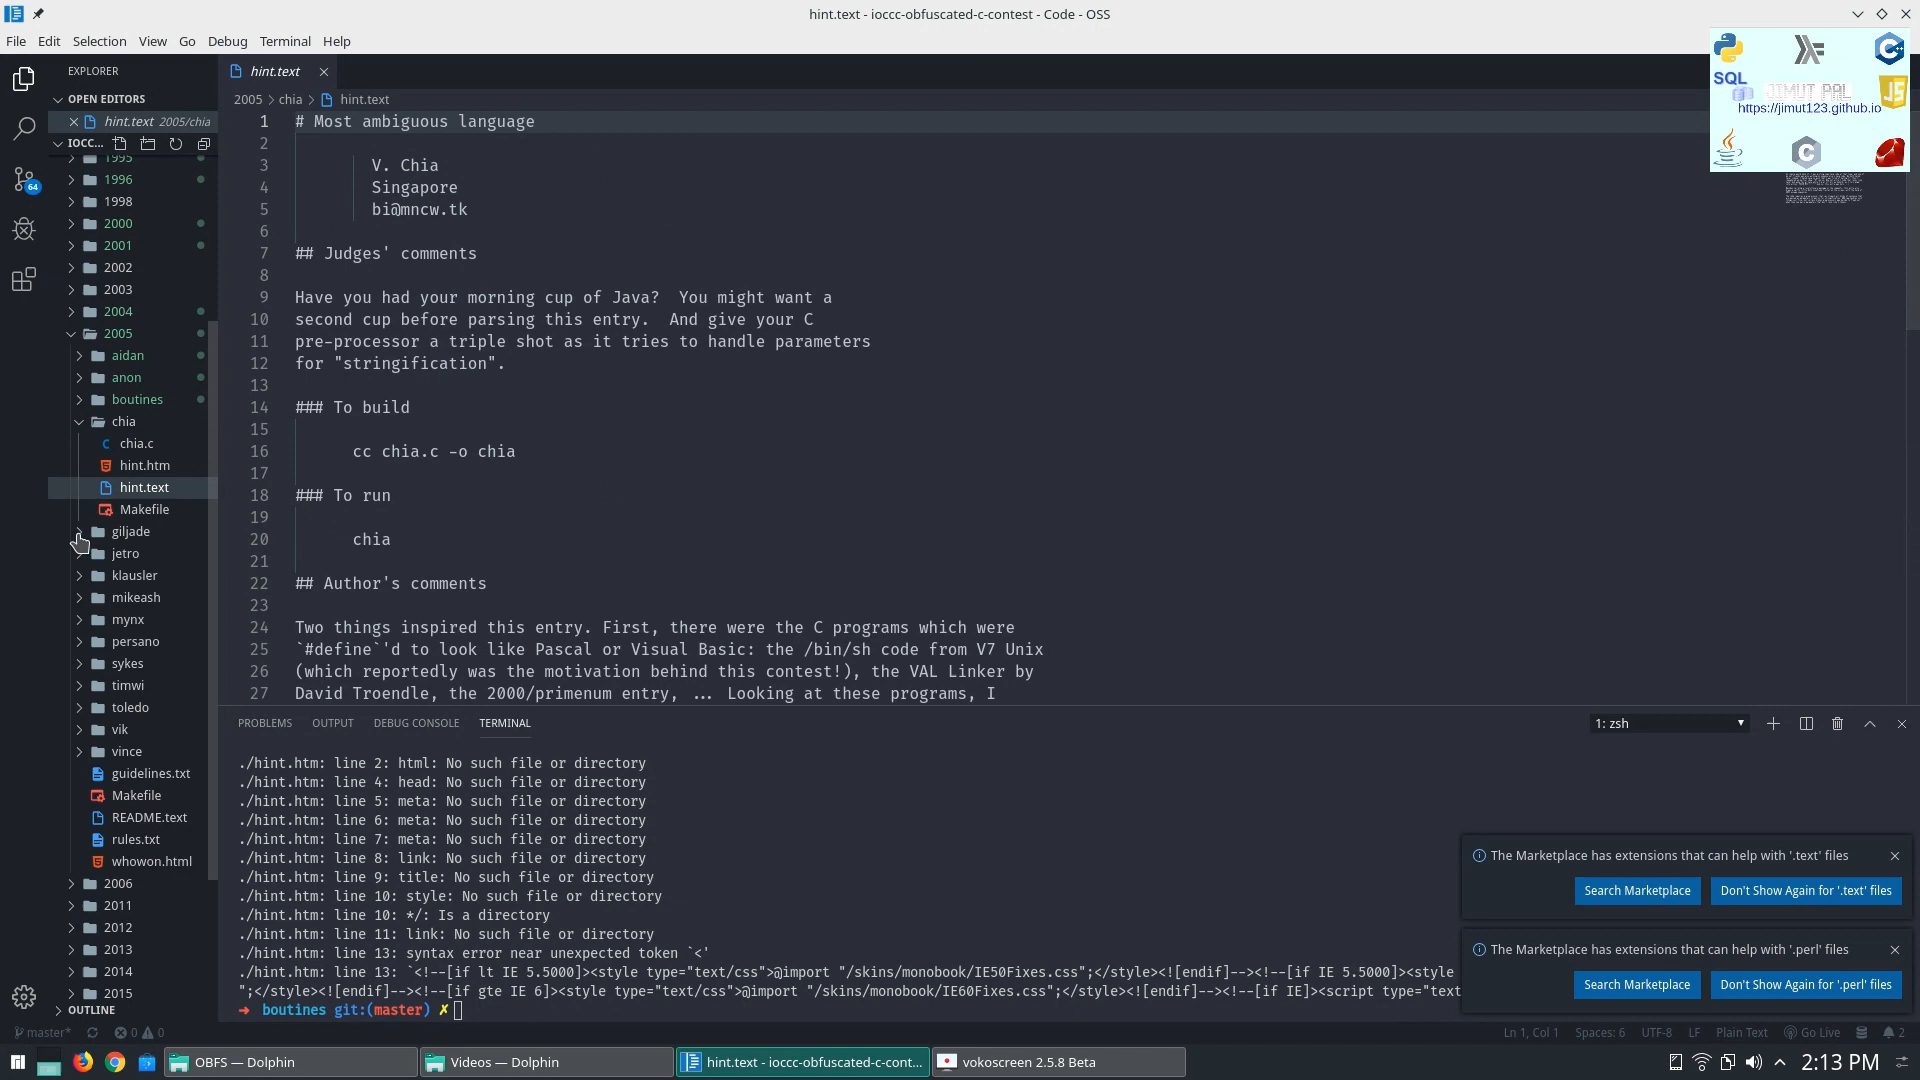 hint.text - ioccc-obfuscated-c-contest - Code - OSS
File Edit Selection View Go Debug Terminal Help
EXPLORER
OPEN EDITORS
hint.text 2005/chia
IOCC...
1995
1996
1998
2000
2001
2002
2003
2004
2005
aidan
anon
boutines
chia
chia.c
hint.htm
hint.text
Makefile
giljade
jetro
klausler
mikeash
mynx
persano
sykes
timwi
toledo
vik
vince
guidelines.txt
Makefile
README.text
rules.txt
whowon.html
2006
2011
2012
2013
2014
2015
OUTLINE
64
hint.text
2005 > chia > hint.text
1 # Most ambiguous language
2
3 V. Chia
4 Singapore
5 bi@mncw.tk
6
7 ## Judges' comments
8
9 Have you had your morning cup of Java?  You might want a
10 second cup before parsing this entry.  And give your C
11 pre-processor a triple shot as it tries to handle parameters
12 for "stringification".
13
14 ### To build
15
16 cc chia.c -o chia
17
18 ### To run
19
20 chia
21
22 ## Author's comments
23
24 Two things inspired this entry. First, there were the C programs which were
25 `#define`'d to look like Pascal or Visual Basic: the /bin/sh code from V7 Unix
26 (which reportedly was the motivation behind this contest!), the VAL Linker by
27 David Troendle, the 2000/primenum entry, ... Looking at these programs, I
SQL
JIMUT PAL
JS
https://jimut123.github.io
C
PROBLEMS OUTPUT DEBUG CONSOLE TERMINAL
1: zsh
./hint.htm: line 2: html: No such file or directory
./hint.htm: line 4: head: No such file or directory
./hint.htm: line 5: meta: No such file or directory
./hint.htm: line 6: meta: No such file or directory
./hint.htm: line 7: meta: No such file or directory
./hint.htm: line 8: link: No such file or directory
./hint.htm: line 9: title: No such file or directory
./hint.htm: line 10: style: No such file or directory
./hint.htm: line 10: */: Is a directory
./hint.htm: line 11: link: No such file or directory
./hint.htm: line 13: syntax error near unexpected token `<'
./hint.htm: line 13: `<!--[if lt IE 5.5000]><style type="text/css">@import "/skins/monobook/IE50Fixes.css";</style><![endif]--><!--[if IE 5.5000]><style
";</style><![endif]--><!--[if gte IE 6]><style type="text/css">@import "/skins/monobook/IE60Fixes.css";</style><![endif]--><!--[if IE]><script type="text
➜ boutines git:(master) ✗
The Marketplace has extensions that can help with '.text' files
Search Marketplace Don't Show Again for '.text' files
The Marketplace has extensions that can help with '.perl' files
Search Marketplace Don't Show Again for '.perl' files
master* 0 0 Ln 1, Col 1 Spaces: 6 UTF-8 LF Plain Text Go Live 2
OBFS — Dolphin Videos — Dolphin hint.text - ioccc-obfuscated-c-cont... vokoscreen 2.5.8 Beta 2:13 PM